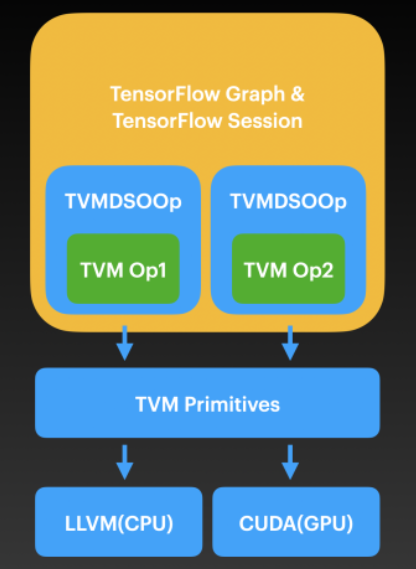 TensorFlow Graph &
TensorFlow Session
TVMDSOOp TVMDSOOp
TVM Op1 TVM Op2
TVM Primitives
LLVM(CPU) CUDA(GPU)